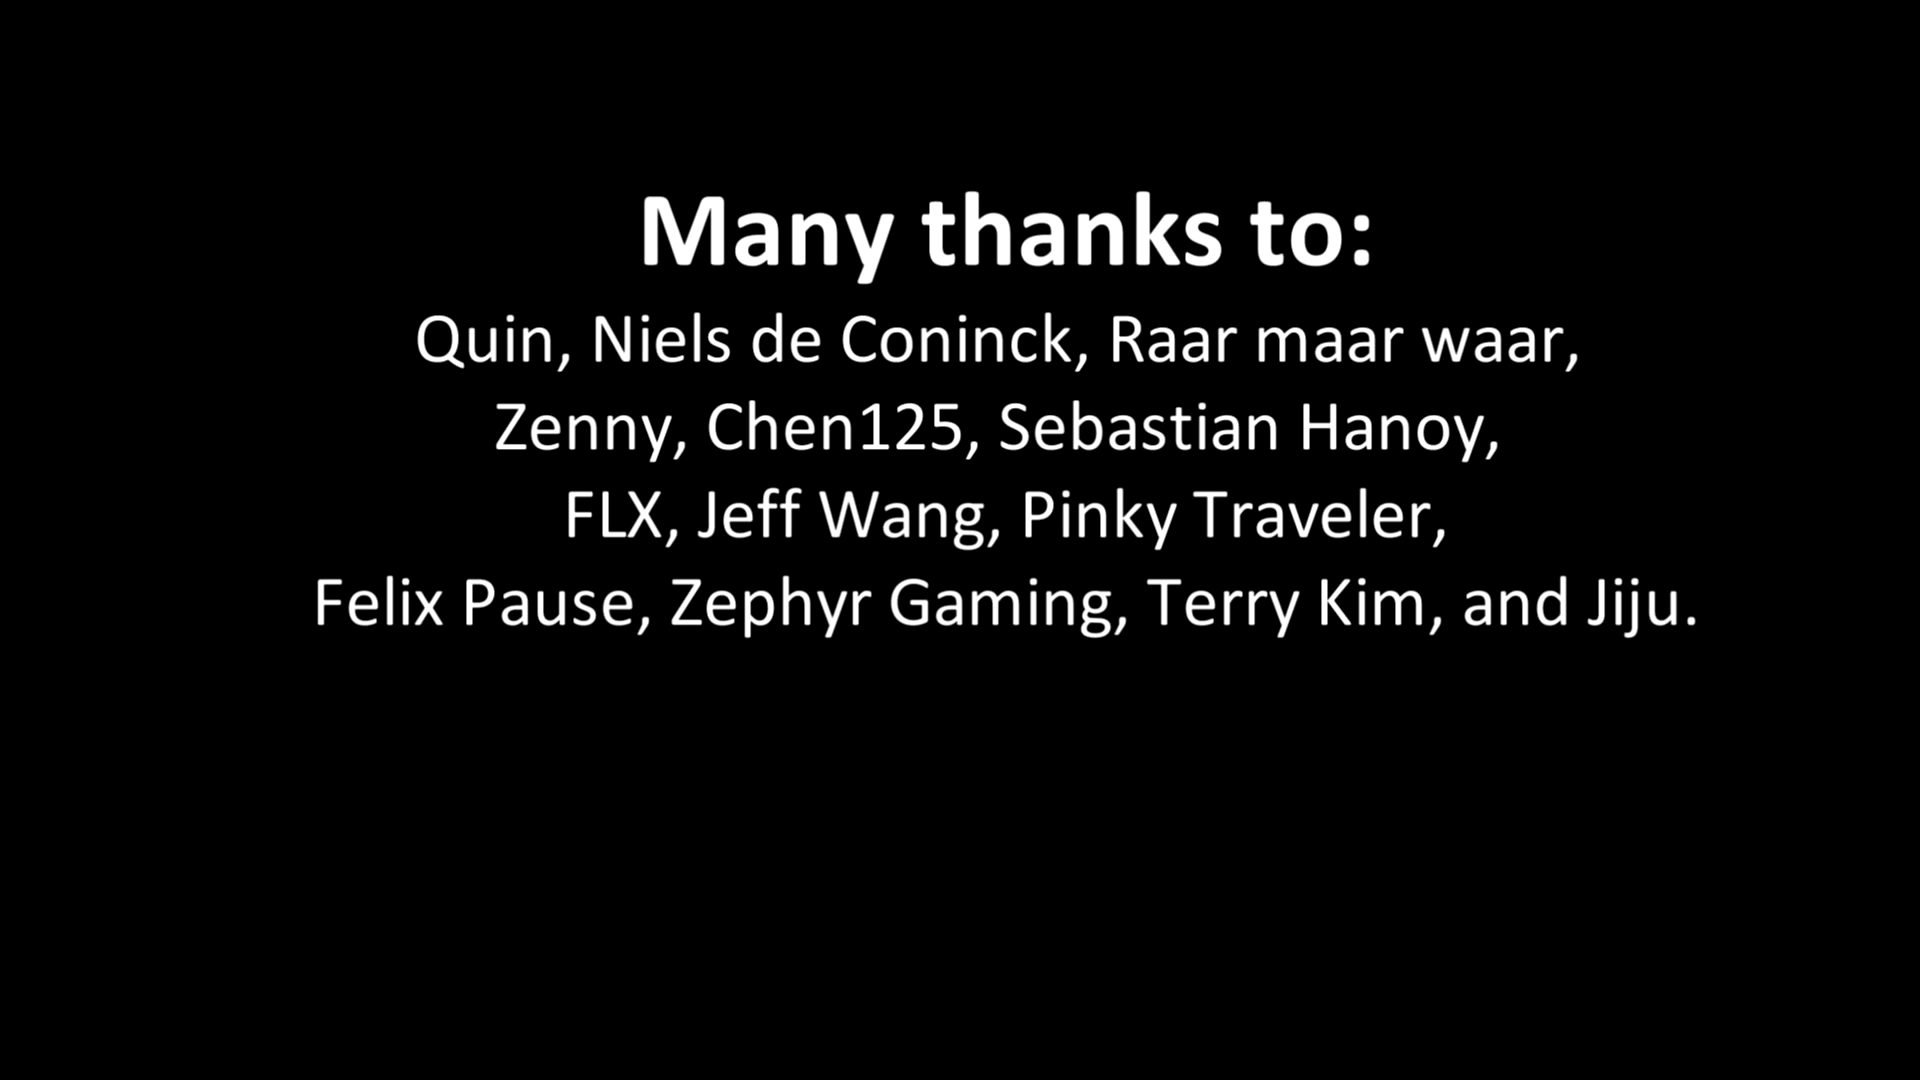 Many thanks to:
Quin, Niels de Coninck, Raar maar waar,
Zenny, Chen125, Sebastian Hanoy,
FLX, Jeff Wang, Pinky Traveler,
Felix Pause, Zephyr Gaming, Terry Kim, and Jiju.